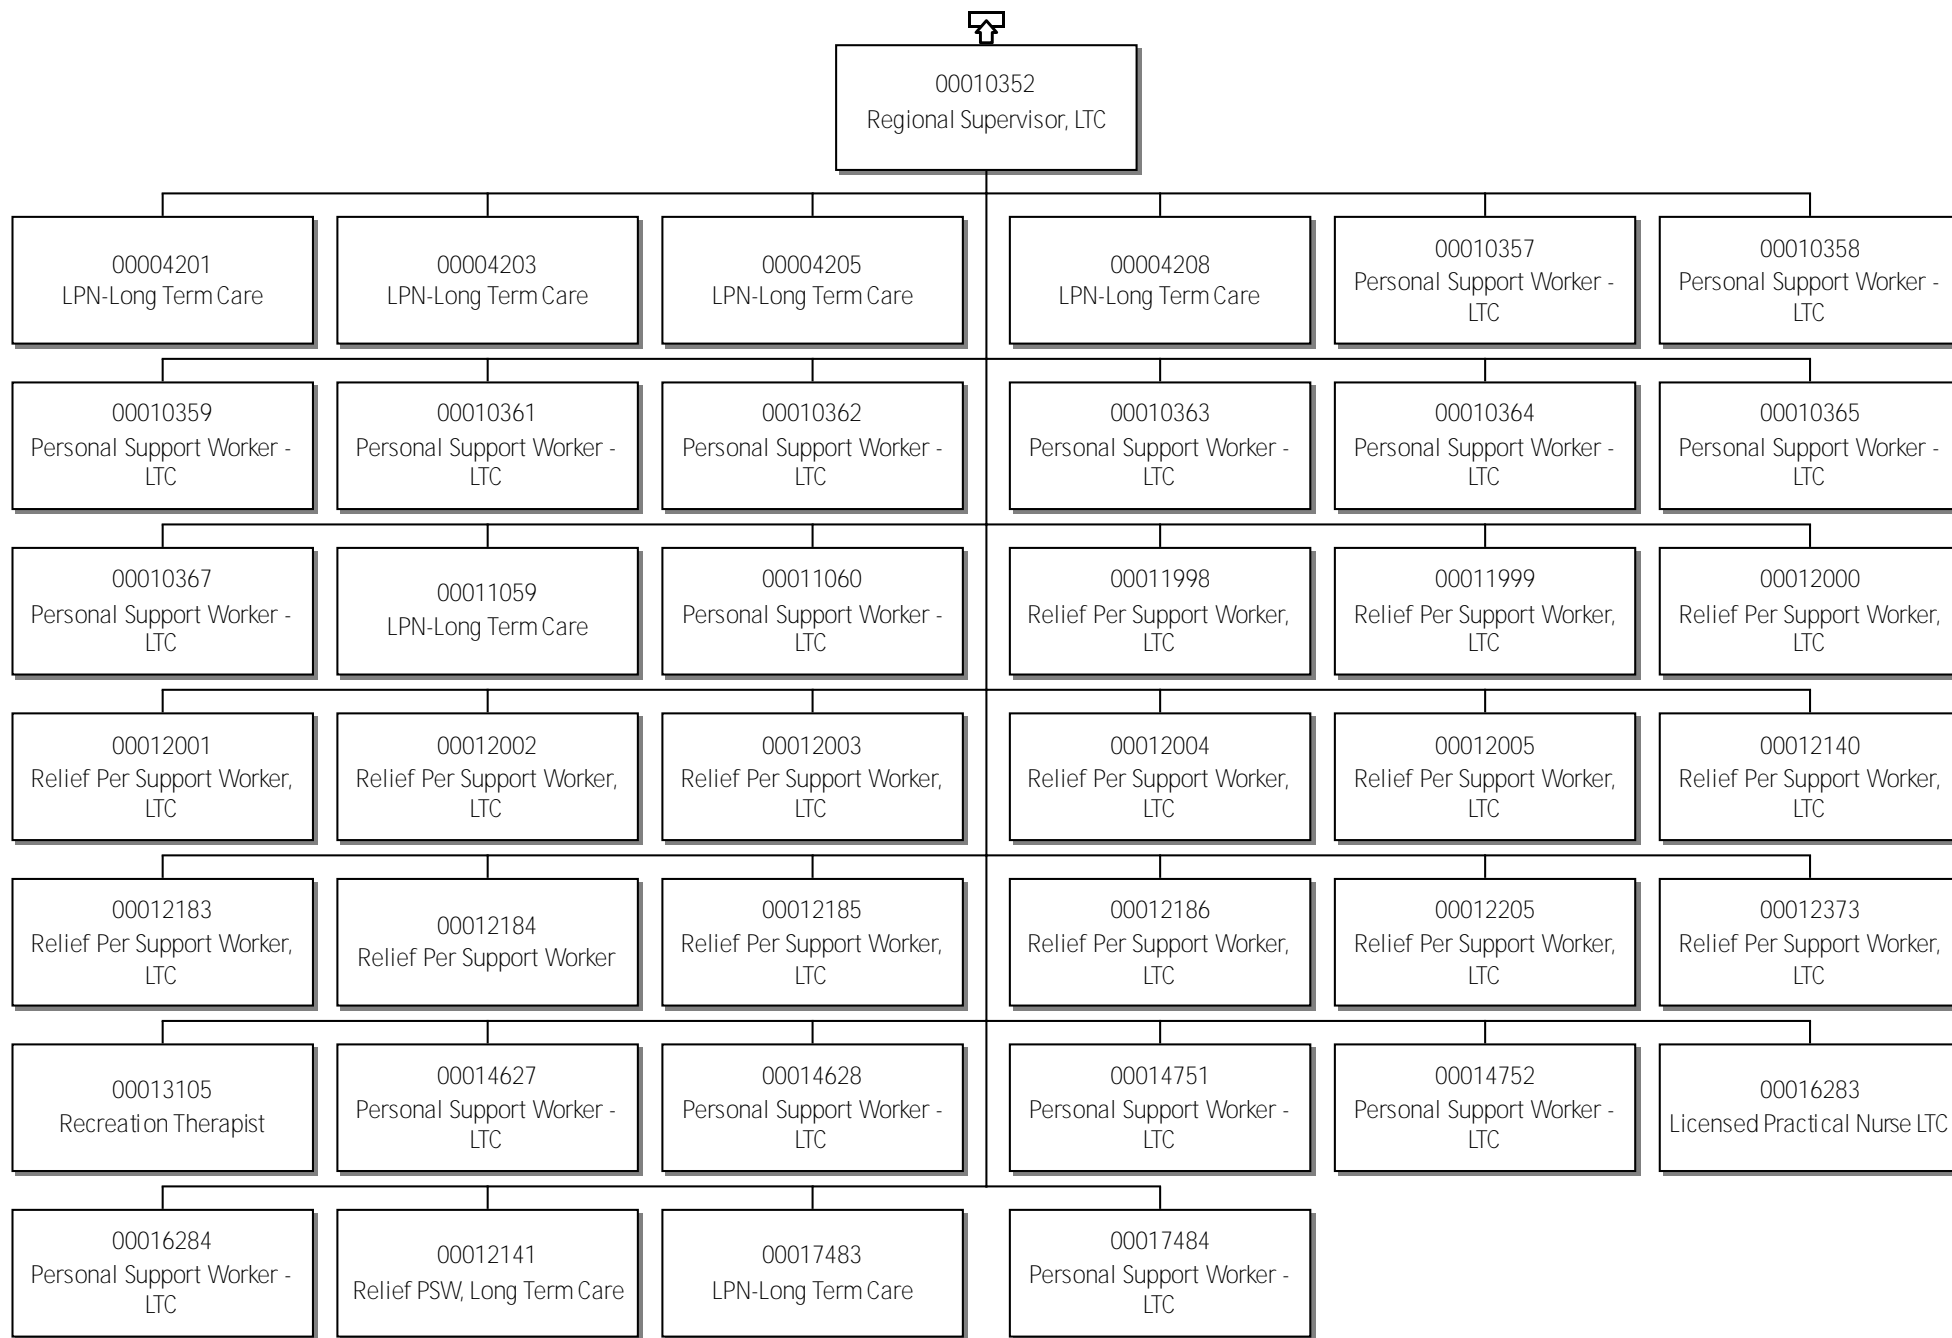 00010352
Regional Supervisor, LTC
00004201
LPN-Long Term Care
00004203
LPN-Long Term Care
00004205
LPN-Long Term Care
00004208
LPN-Long Term Care
00010357
Personal Support Worker -
LTC
00010358
Personal Support Worker -
LTC
00010359
Personal Support Worker -
LTC
00010361
Personal Support Worker -
LTC
00010362
Personal Support Worker -
LTC
00010363
Personal Support Worker -
LTC
00010364
Personal Support Worker -
LTC
00010365
Personal Support Worker -
LTC
00010367
Personal Support Worker -
LTC
00011059
LPN-Long Term Care
00011060
Personal Support Worker -
LTC
00011998
Relief Per Support Worker,
LTC
00011999
Relief Per Support Worker,
LTC
00012000
Relief Per Support Worker,
LTC
00012001
Relief Per Support Worker,
LTC
00012002
Relief Per Support Worker,
LTC
00012003
Relief Per Support Worker,
LTC
00012004
Relief Per Support Worker,
LTC
00012005
Relief Per Support Worker,
LTC
00012140
Relief Per Support Worker,
LTC
00012183
Relief Per Support Worker,
LTC
00012184
Relief Per Support Worker
00012185
Relief Per Support Worker,
LTC
00012186
Relief Per Support Worker,
LTC
00012205
Relief Per Support Worker,
LTC
00012373
Relief Per Support Worker,
LTC
00013105
Recreation Therapist
00014627
Personal Support Worker -
LTC
00014628
Personal Support Worker -
LTC
00014751
Personal Support Worker -
LTC
00014752
Personal Support Worker -
LTC
00016283
Licensed Practical Nurse LTC
00016284
Personal Support Worker -
LTC
00012141
Relief PSW, Long Term Care
00017483
LPN-Long Term Care
00017484
Personal Support Worker -
LTC